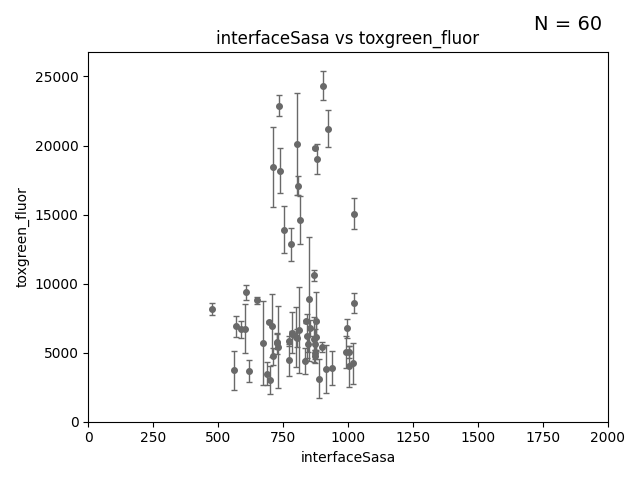 N = 60
interfaceSasa vs toxgreen_fluor
25000
20000
15000
10000
5000
0
toxgreen_fluor
0 250 500 750 1000 1250 1500 1750 2000
interfaceSasa